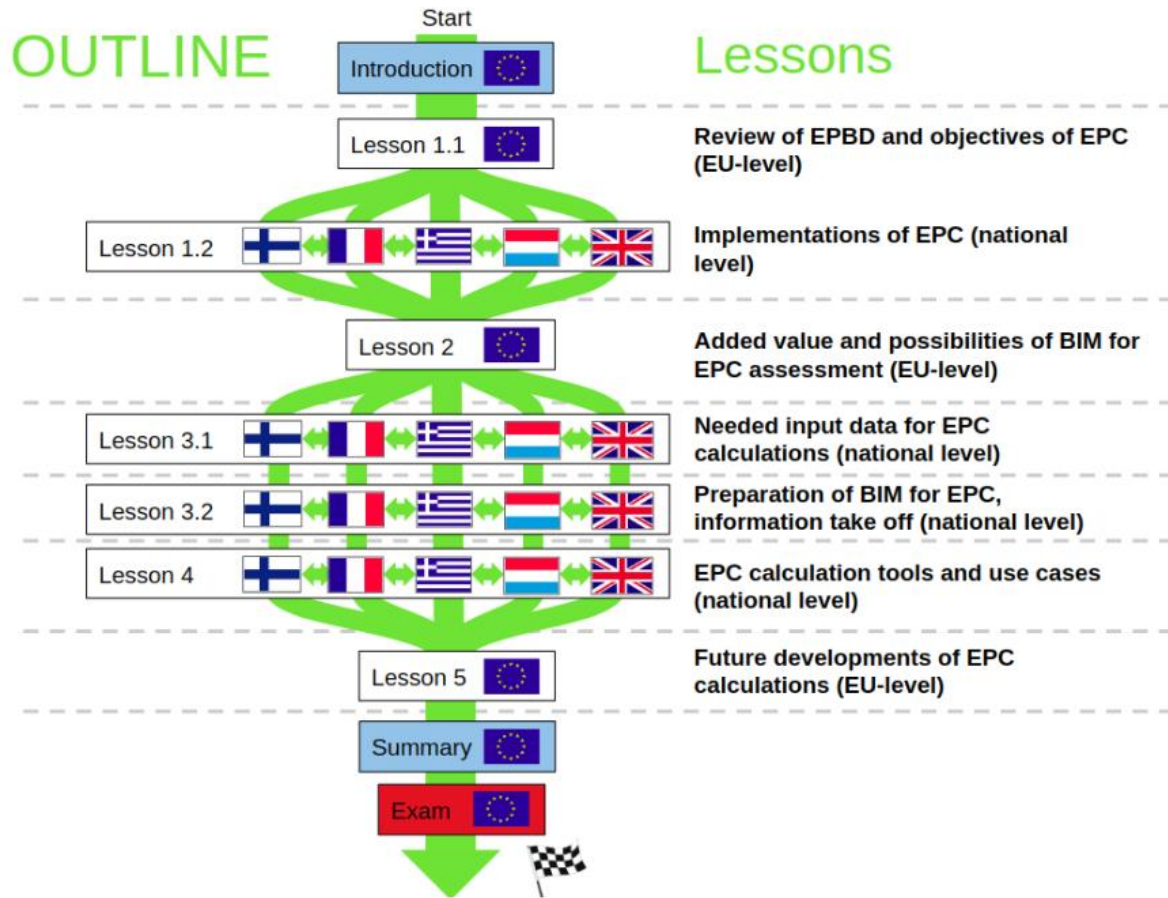 Start
OUTLINE
Lessons
Introduction
Lesson 1.1
Review of EPBD and objectives of EPC
(EU-level)
Lesson 1.2
Implementations of EPC (national
level)
Lesson 2
Added value and possibilities of BIM for
EPC assessment (EU-level)
Lesson 3.1
Needed input data for EPC
calculations (national level)
Lesson 3.2
Preparation of BIM for EPC,
information take off (national level)
Lesson 4
EPC calculation tools and use cases
(national level)
Lesson 5
Future developments of EPC
calculations (EU-level)
Summary
Exam